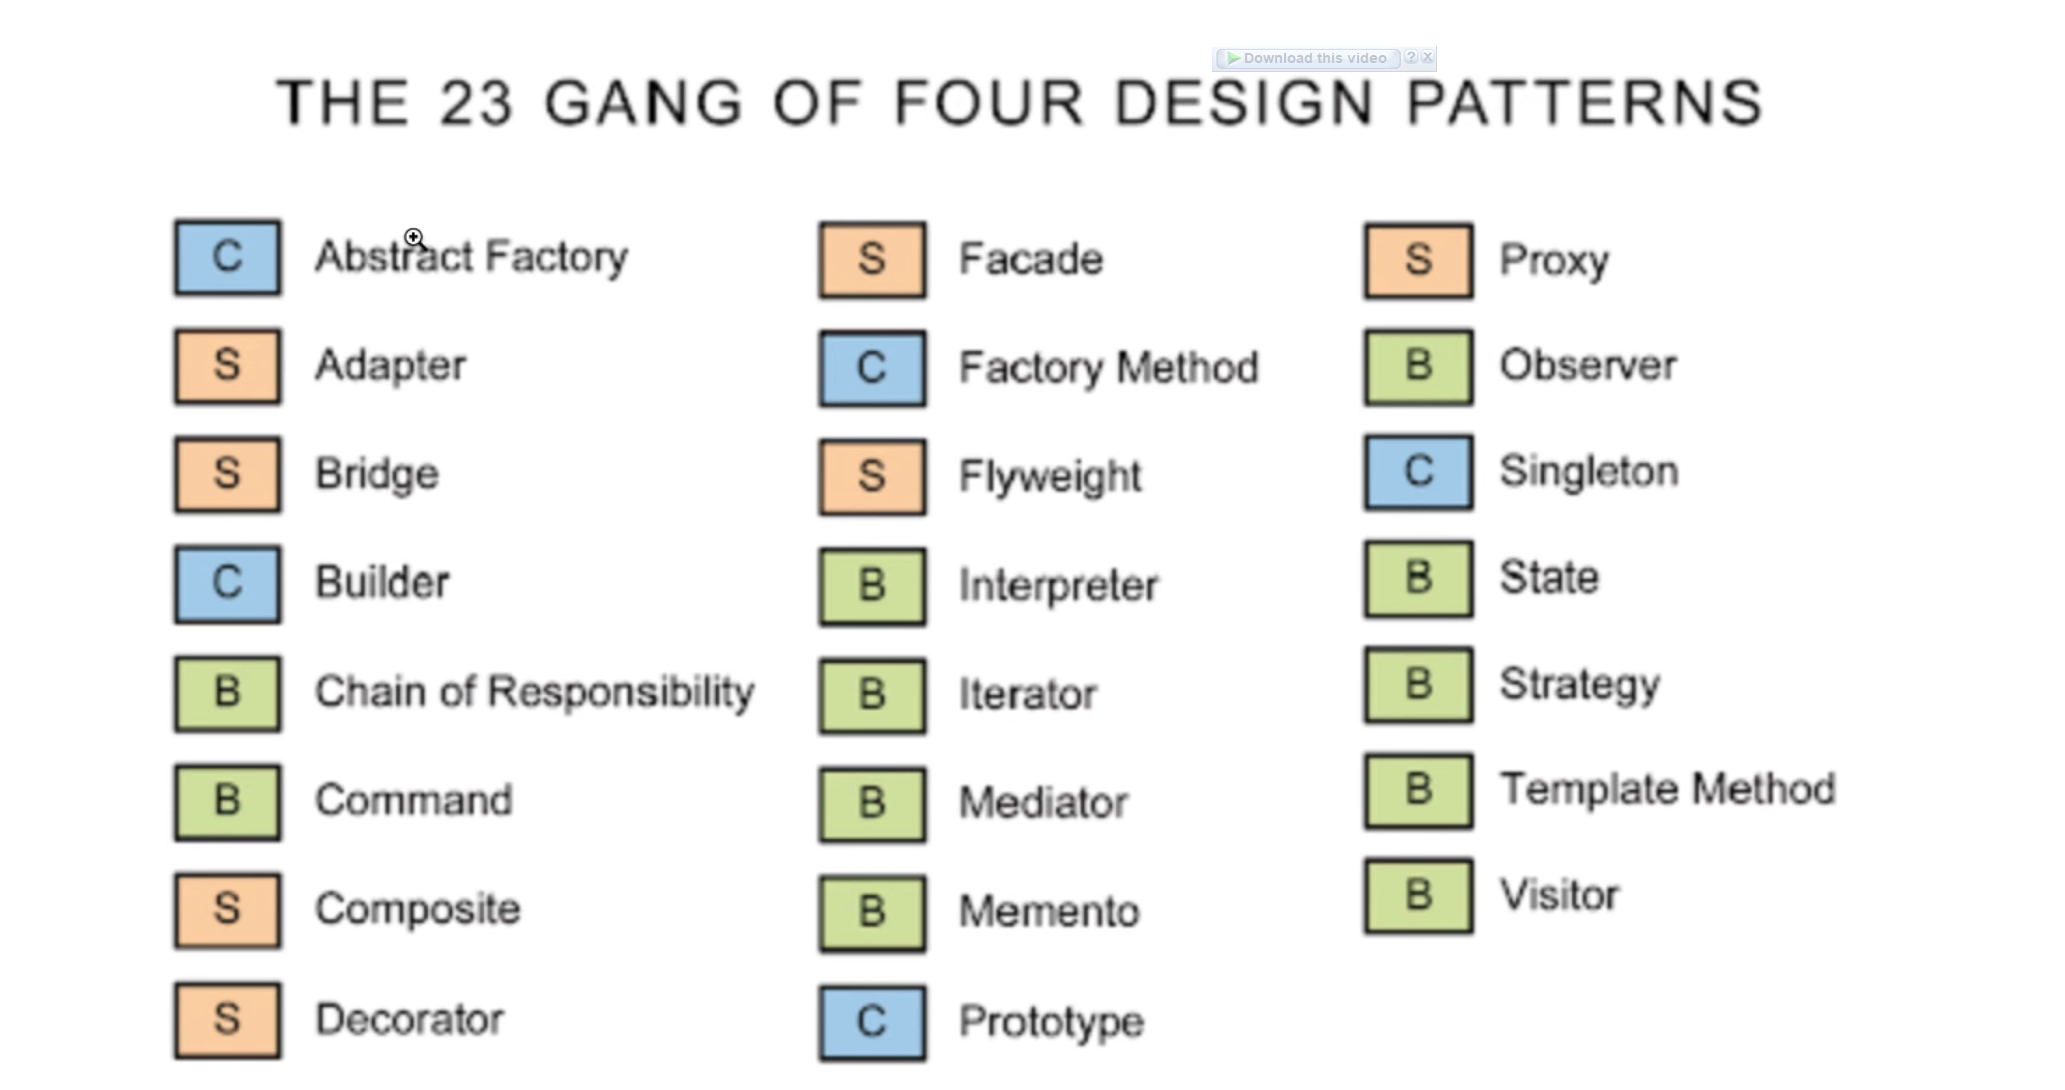 Download this video ? X
THE 23 GANG OF FOUR DESIGN PATTERNS
C Abstract Factory
S Adapter
S Bridge
C Builder
B Chain of Responsibility
B Command
S Composite
S Decorator
S Facade
C Factory Method
S Flyweight
B Interpreter
B Iterator
B Mediator
B Memento
C Prototype
S Proxy
B Observer
C Singleton
B State
B Strategy
B Template Method
B Visitor